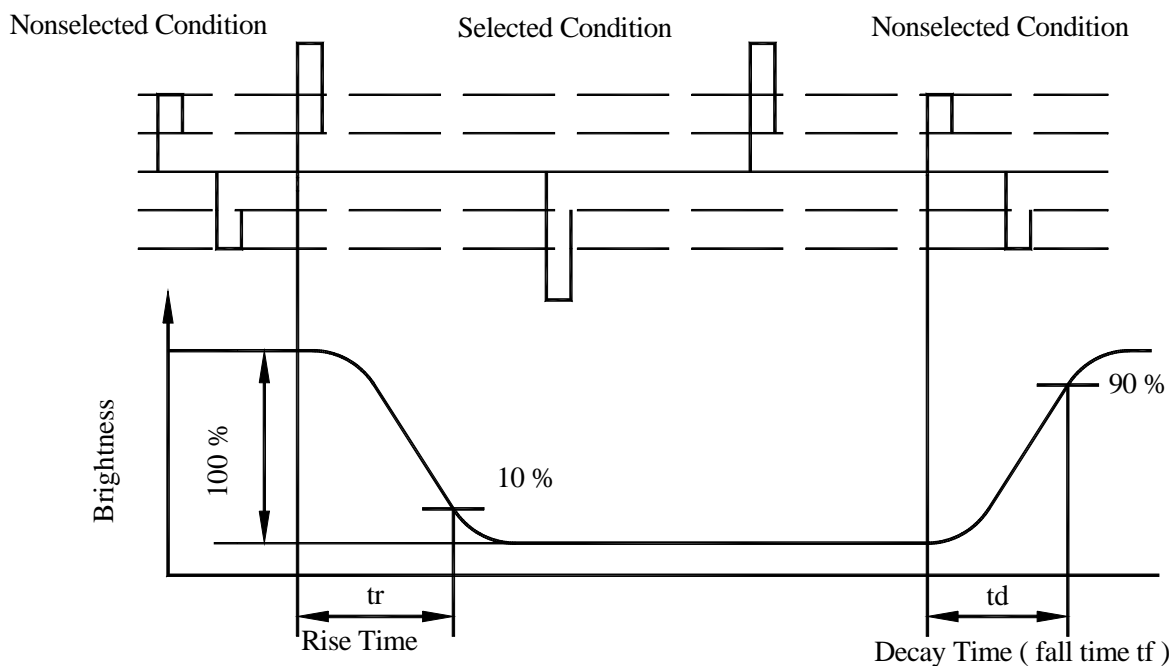 Nonselected Condition
Selected Condition
Nonselected Condition
Brightness
100 %
10 %
90 %
tr
Rise Time
td
Decay Time ( fall time tf )